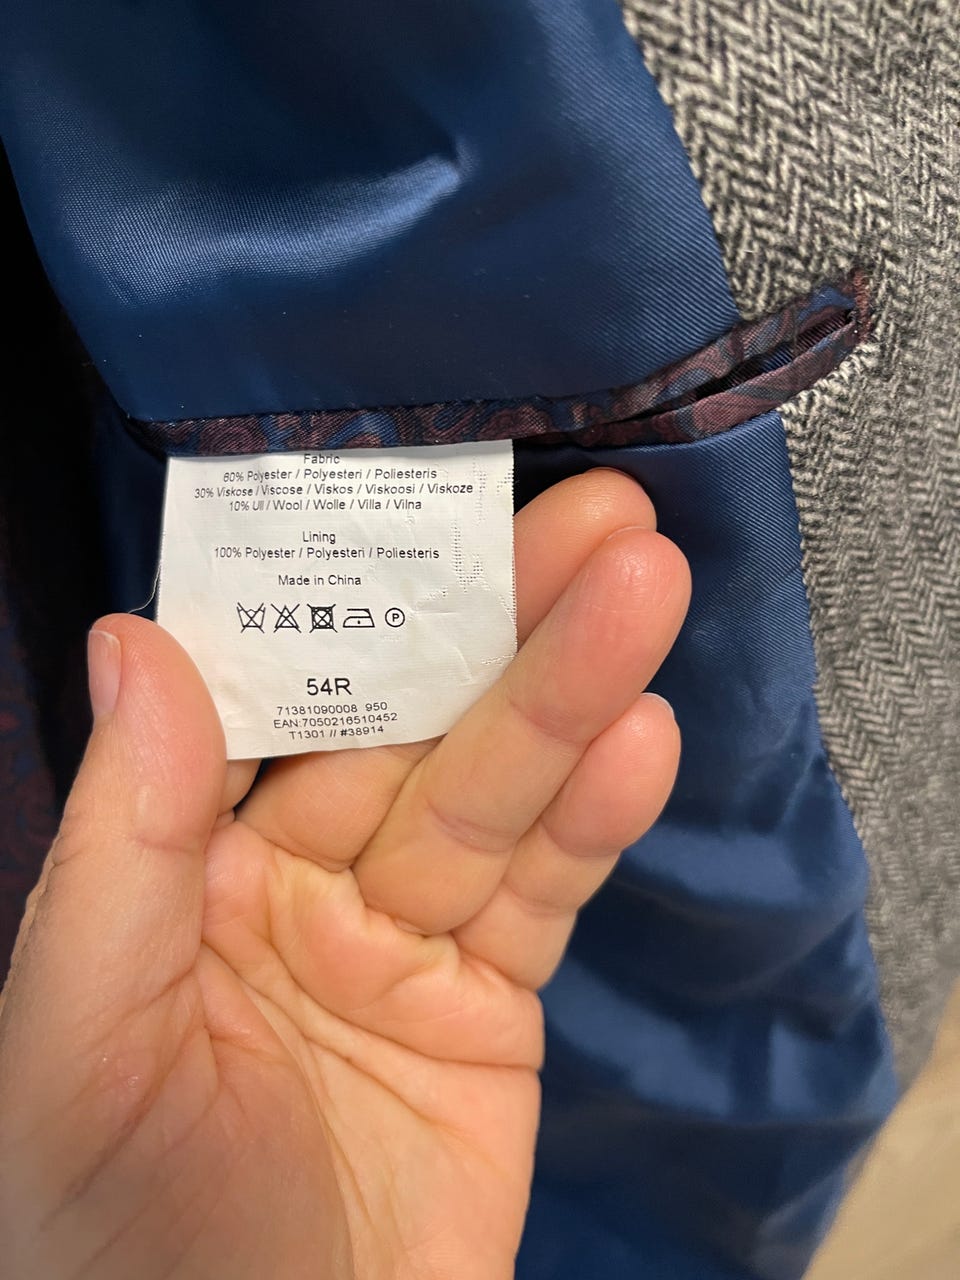 Fabric
60% Polyester / Polyesteri / Poliesteris
30% Viskose / Viscose / Viskos / Viskoosi / Viskoze
10% Ull / Wool / Wolle / Villa / Vilna
Lining
100% Polyester / Polyesteri / Poliesteris
Made in China
P
54R
71381090008 950
EAN:7050216510452
T1301 // #38914